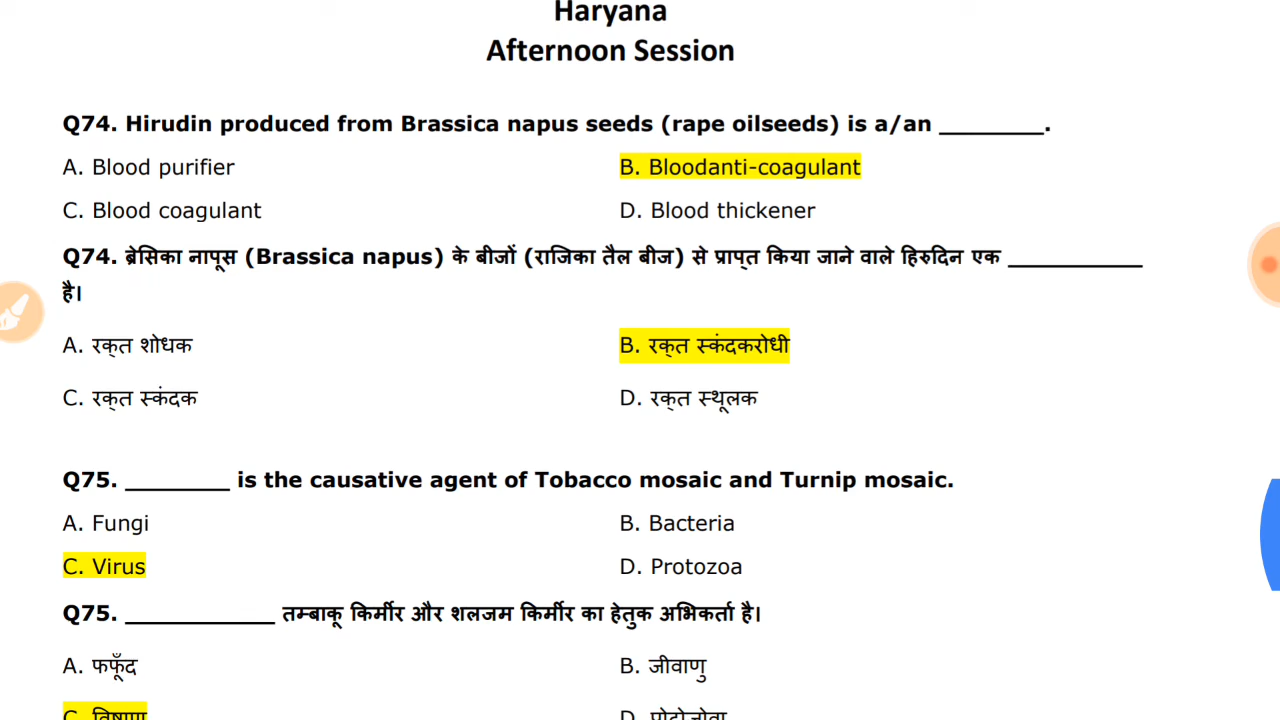 Haryana
Afternoon Session
Q74. Hirudin produced from Brassica napus seeds (rape oilseeds) is a/an ________.
A. Blood purifier
B. Bloodanti-coagulant
C. Blood coagulant
D. Blood thickener
Q74. ब्रेसिका नापूस (Brassica napus) के बीजों (राजिका तैल बीज) से प्राप्त किया जाने वाले हिरुदिन एक ___________
है।
A. रक्त शोधक
B. रक्त स्कंदकरोधी
C. रक्त स्कंदक
D. रक्त स्थूलक
Q75. ________ is the causative agent of Tobacco mosaic and Turnip mosaic.
A. Fungi
B. Bacteria
C. Virus
D. Protozoa
Q75. ____________ तम्बाकू किर्मीर और शलजम किर्मीर का हेतुक अभिकर्ता है।
A. फफूँद
B. जीवाणु
C. विषाणु
D. प्रोटोजोवा